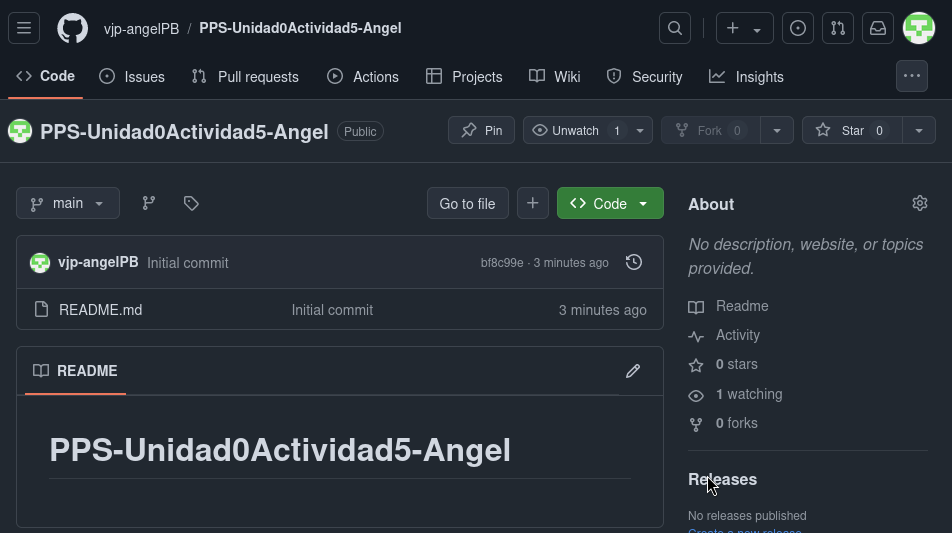 vjp-angelPB / PPS-Unidad0Actividad5-Angel
Code Issues Pull requests Actions Projects Wiki Security Insights
PPS-Unidad0Actividad5-Angel Public Pin Unwatch 1 Fork 0 Star 0
main Go to file Code
vjp-angelPB Initial commit bf8c99e · 3 minutes ago
README.md Initial commit 3 minutes ago
README
PPS-Unidad0Actividad5-Angel
About
No description, website, or topics
provided.
Readme
Activity
0 stars
1 watching
0 forks
Releases
No releases published
Create a new release